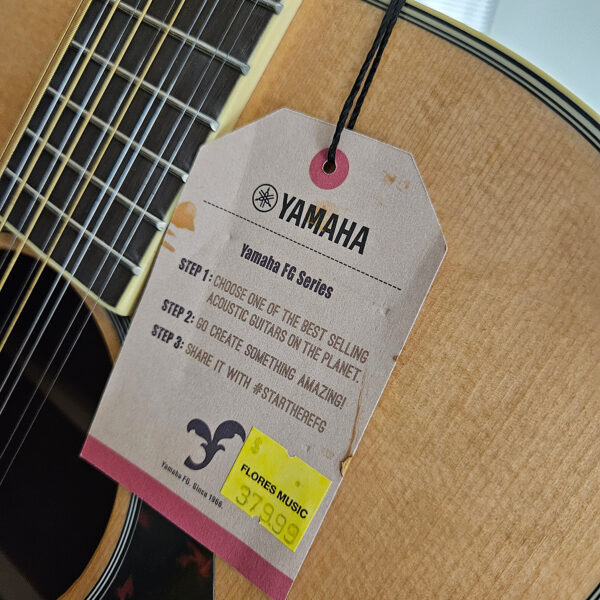 YAMAHA
Yamaha FG Series
STEP 1: CHOOSE ONE OF THE BEST SELLING
ACOUSTIC GUITARS ON THE PLANET.
STEP 2: GO CREATE SOMETHING AMAZING!
STEP 3: SHARE IT WITH #STARTHEREFG
Yamaha FG. Since 1966.
$
FLORES MUSIC
379.99